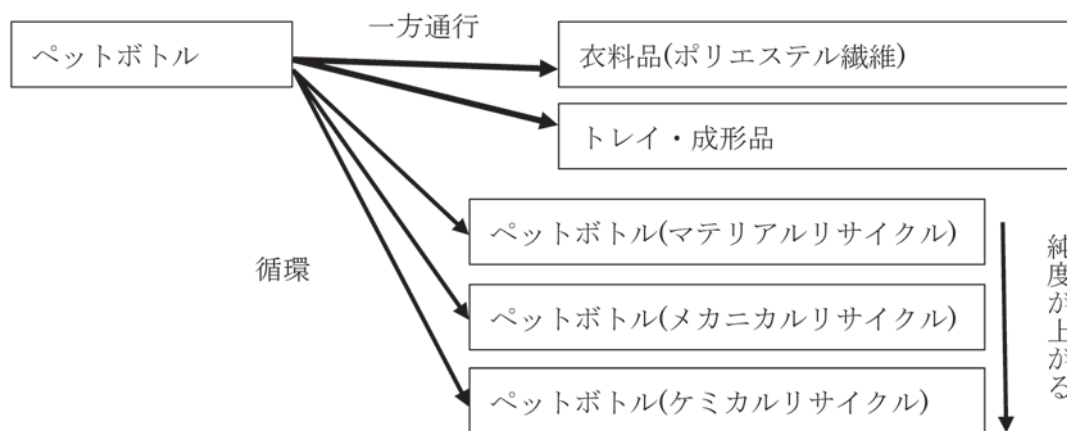 一方通行
ペットボトル
衣料品(ポリエステル繊維)
トレイ・成形品
循環
ペットボトル(マテリアルリサイクル)
ペットボトル(メカニカルリサイクル)
ペットボトル(ケミカルリサイクル)
純度が上がる